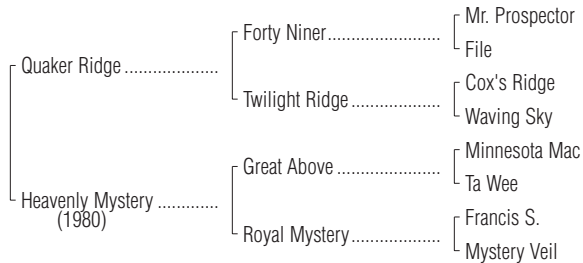 Mr. Prospector
Forty Niner
File
Quaker Ridge
Cox's Ridge
Twilight Ridge
Waving Sky
Minnesota Mac
Great Above
Ta Wee
Heavenly Mystery
(1980)
Francis S.
Royal Mystery
Mystery Veil